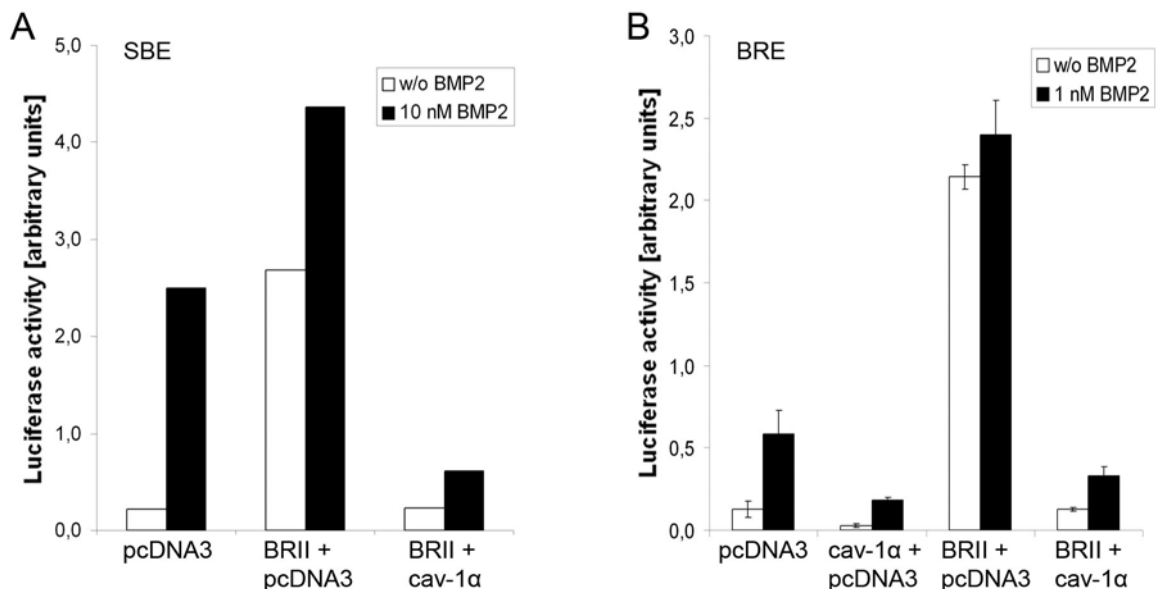 A
SBE
Luciferase activity [arbitrary units]
5,0
4,0
3,0
2,0
1,0
0,0
w/o BMP2
10 nM BMP2
pcDNA3
BRII +
pcDNA3
BRII +
cav-1α
B
BRE
Luciferase activity [arbitrary units]
3,0
2,5
2,0
1,5
1,0
0,5
0,0
w/o BMP2
1 nM BMP2
pcDNA3
cav-1α +
pcDNA3
BRII +
pcDNA3
BRII +
cav-1α